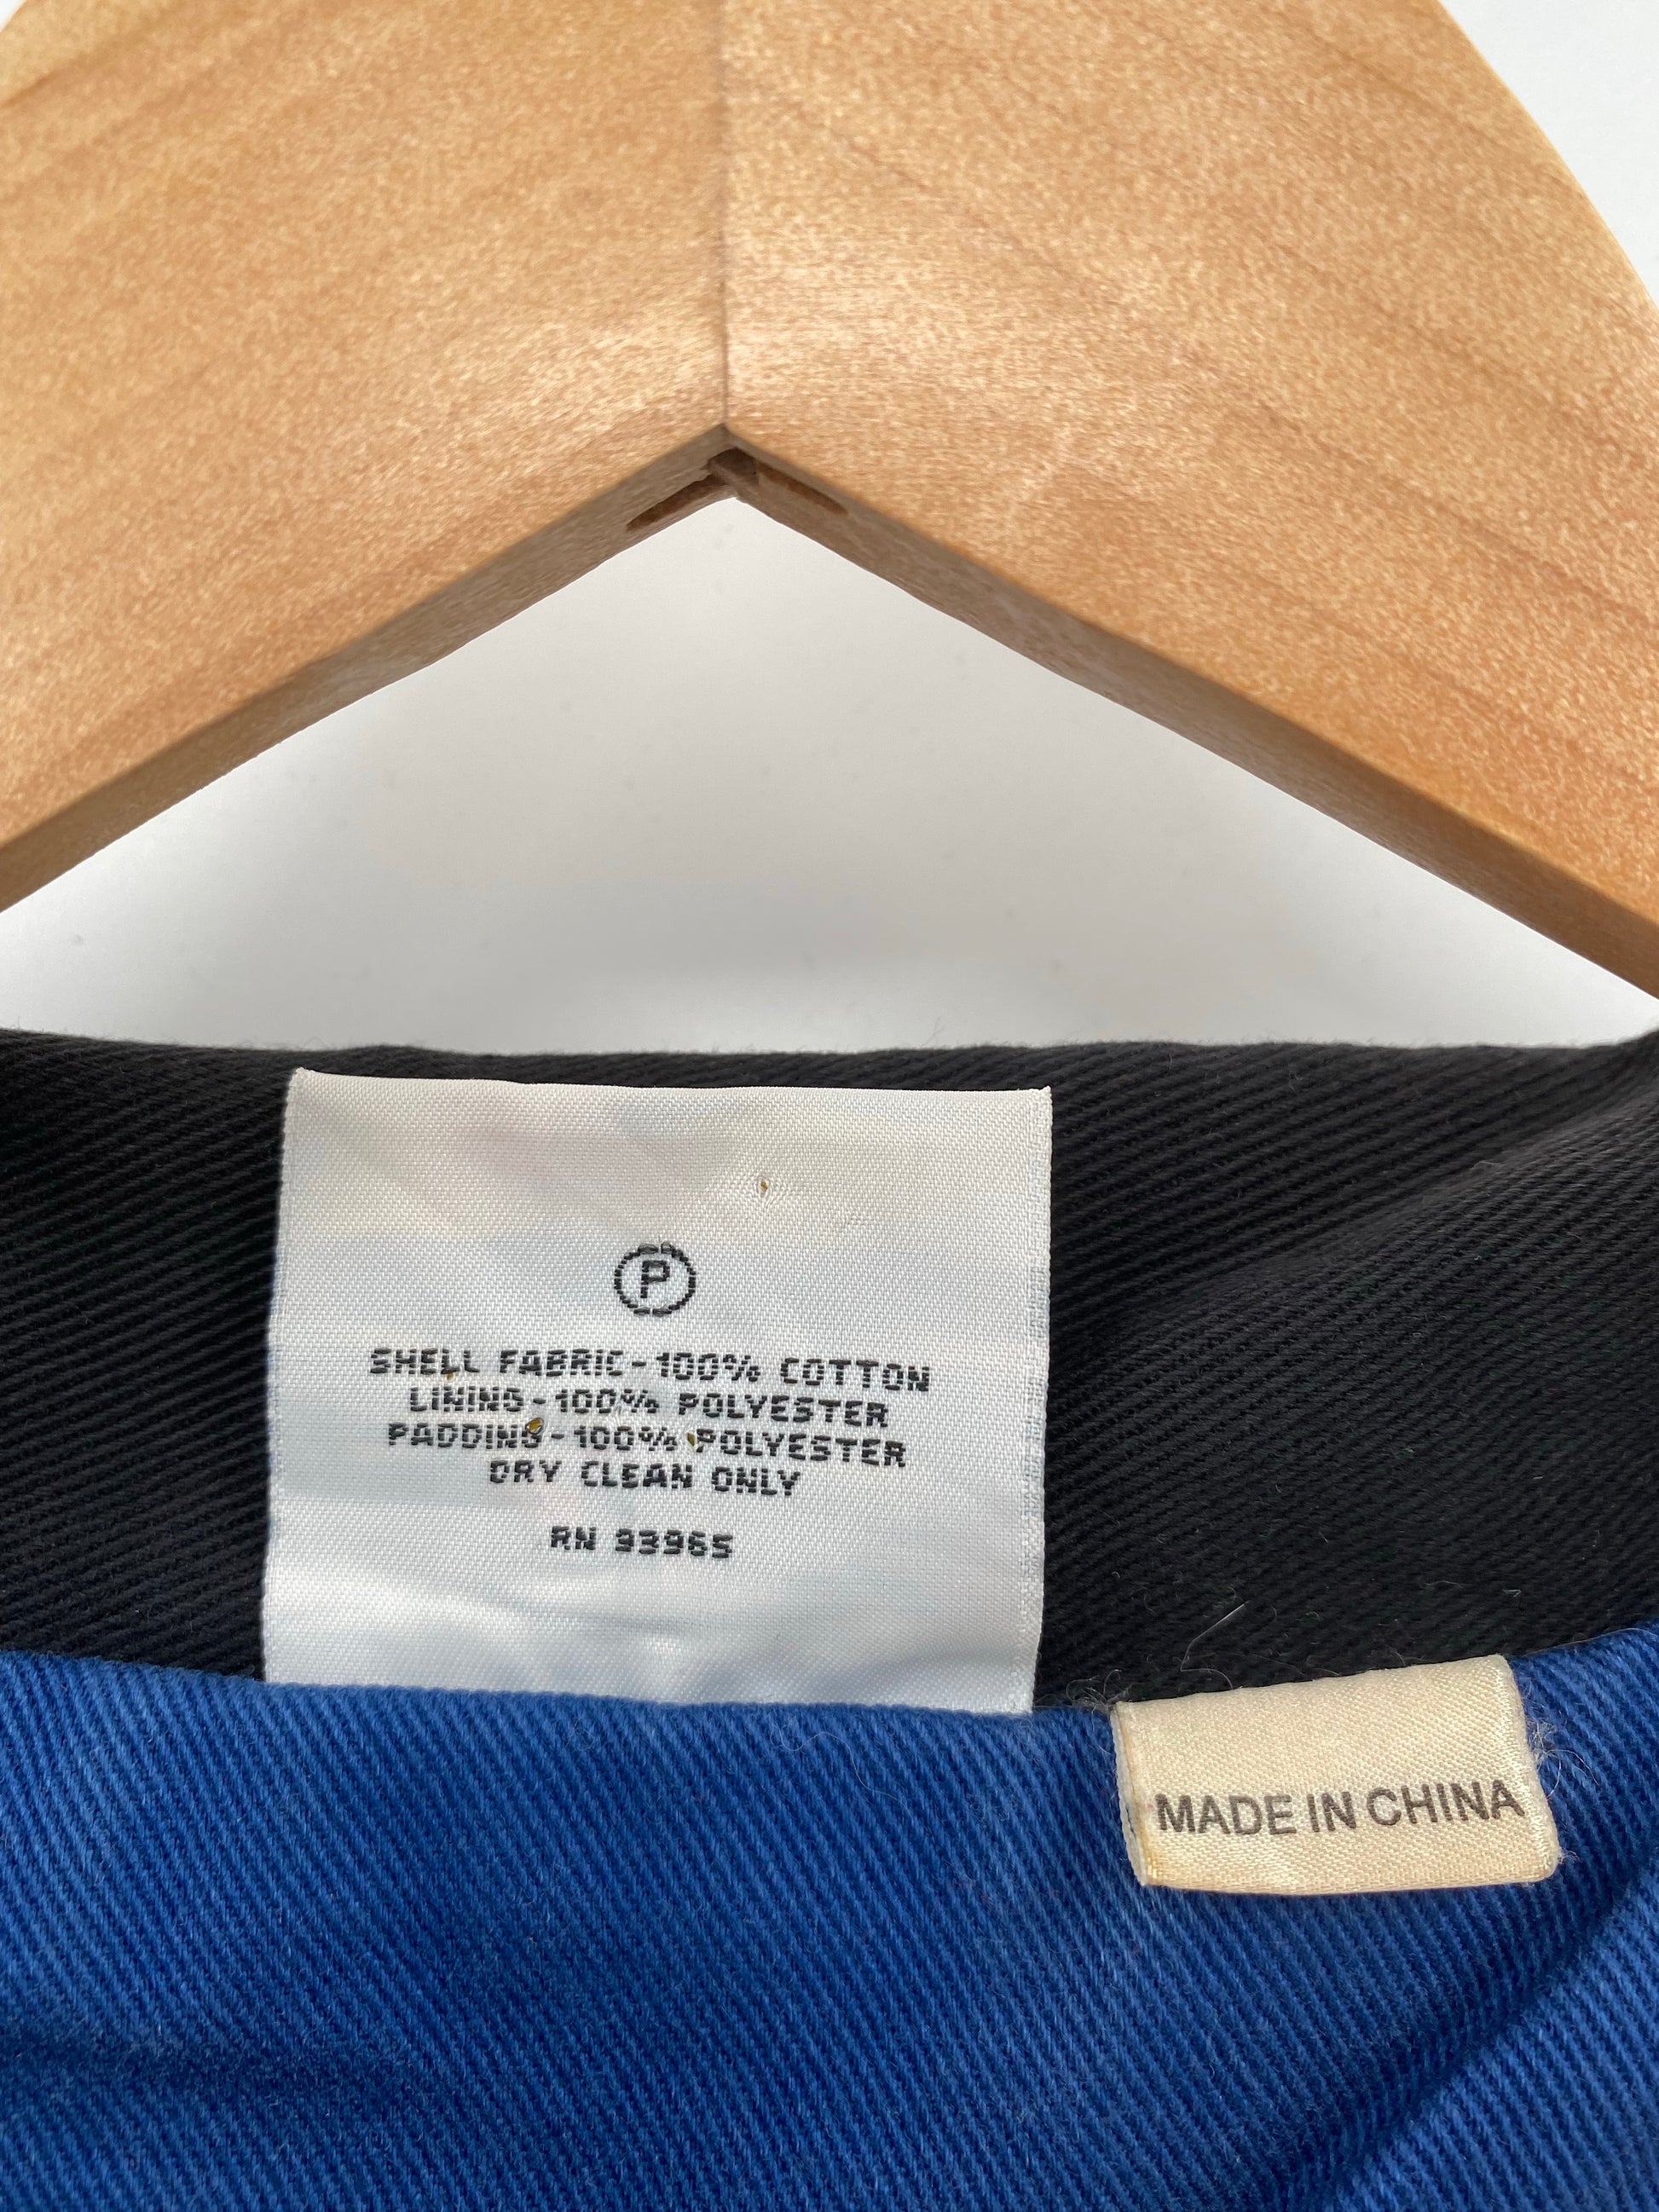 P
SHELL FABRIC-100% COTTON
LINING-100% POLYESTER
PADDING-100% POLYESTER
DRY CLEAN ONLY
RN 93965
MADE IN CHINA